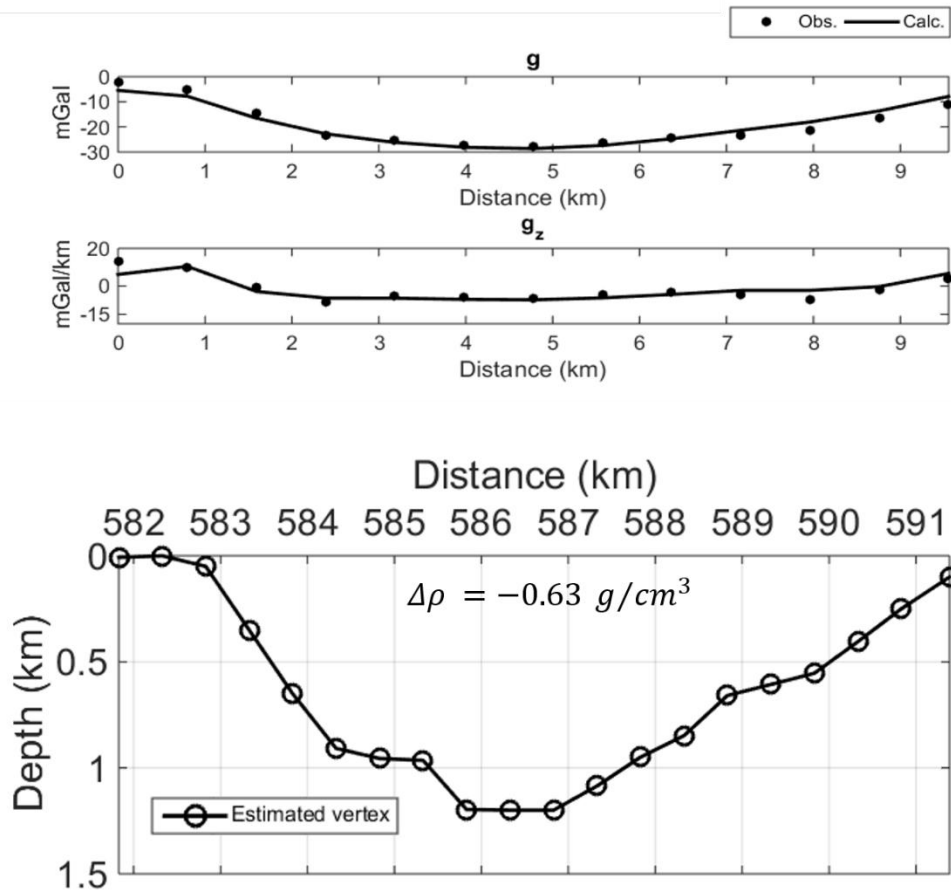 Obs. Calc.
g
mGal
0
-10
-20
-30
0 1 2 3 4 5 6 7 8 9
Distance (km)
g_z
mGal/km
20
0
-15
0 1 2 3 4 5 6 7 8 9
Distance (km)
Distance (km)
582 583 584 585 586 587 588 589 590 591
Depth (km)
0
0.5
1
1.5
Δρ = −0.63 g/cm³
Estimated vertex